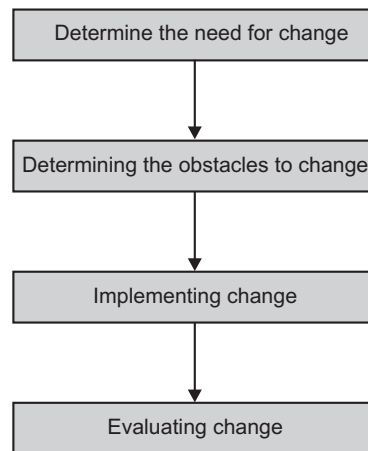 Determine the need for change
Determining the obstacles to change
Implementing change
Evaluating change